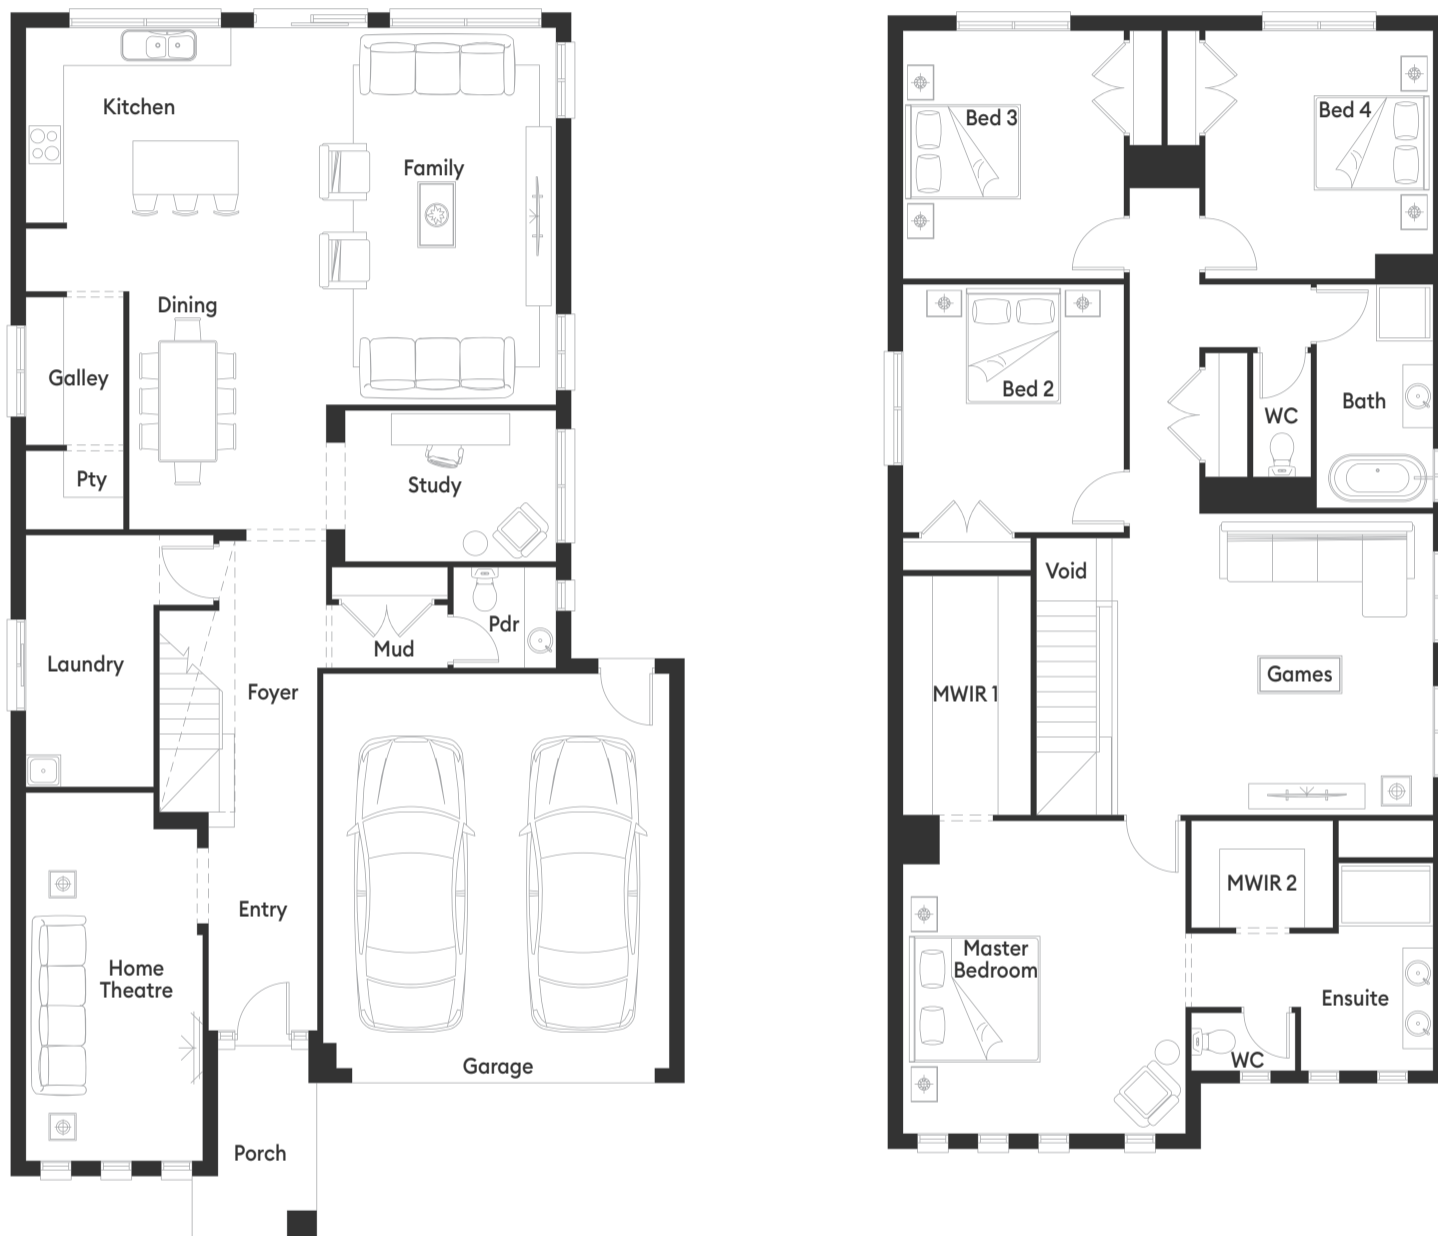 Kitchen
Family
Dining
Galley
Pty
Study
Pdr
Mud
Laundry
Foyer
Entry
Home
Theatre
Garage
Porch
Bed 3
Bed 4
Bed 2
WC
Bath
Void
MWIR 1
Games
MWIR 2
Master
Bedroom
Ensuite
WC